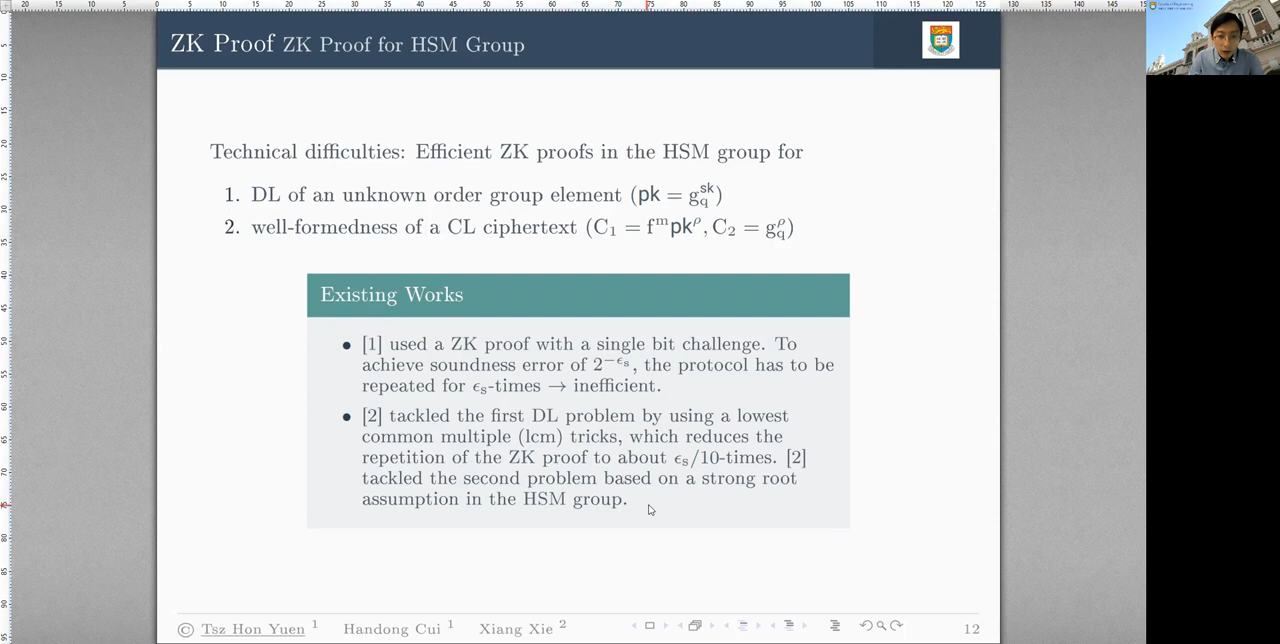 ZK Proof ZK Proof for HSM Group
Technical difficulties: Efficient ZK proofs in the HSM group for
1. DL of an unknown order group element (pk = g_q^sk)
2. well-formedness of a CL ciphertext (C₁ = f^m pk^ρ, C₂ = g_q^ρ)
Existing Works
• [1] used a ZK proof with a single bit challenge. To
achieve soundness error of 2^−ϵₛ, the protocol has to be
repeated for ϵₛ-times → inefficient.
• [2] tackled the first DL problem by using a lowest
common multiple (lcm) tricks, which reduces the
repetition of the ZK proof to about ϵₛ/10-times. [2]
tackled the second problem based on a strong root
assumption in the HSM group.
© Tsz Hon Yuen ¹ Handong Cui ¹ Xiang Xie ² 12